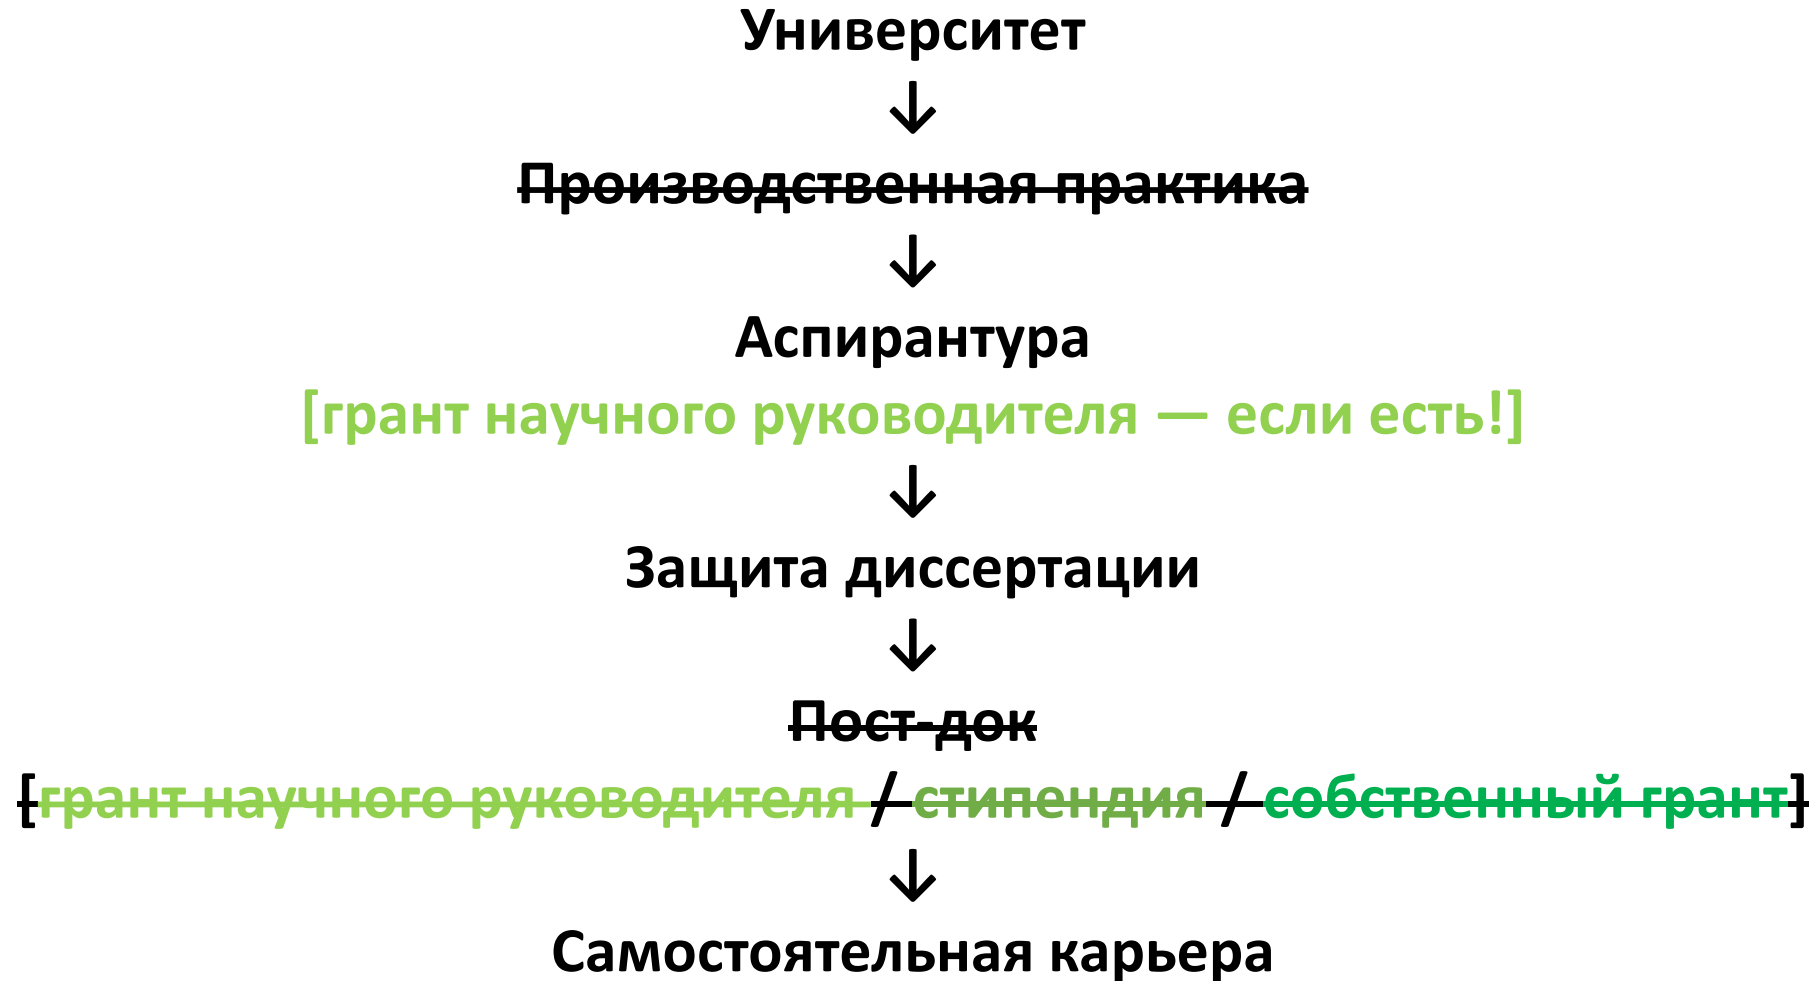 Университет
↓
Производственная практика
↓
Аспирантура
[грант научного руководителя — если есть!]
↓
Защита диссертации
↓
Пост-док
[грант научного руководителя / стипендия / собственный грант]
↓
Самостоятельная карьера